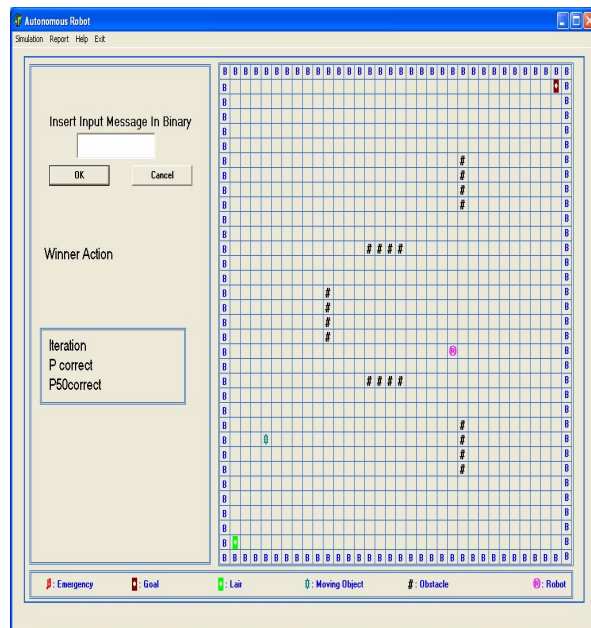 Autonomous Robot
Simulation Report Help Exit
Insert Input Message In Binary
OK Cancel
Winner Action
Iteration
P correct
P50correct
B B B B B B B B B B B B B B B B B B B B B B B B B B B B B B B B B B
B B
B B
B B
B B
B B
B # B
B # B
B # B
B # B
B B
B B
B # # # # B
B B
B B
B # B
B # B
B # B
B # B
B ® B
B B
B # # # # B
B B
B B
B # B
B # B
B # B
B # B
B B
B B
B B
B B
B B
B B B B B B B B B B B B B B B B B B B B B B B B B B B B B B B B B B
: Emergency : Goal : Lair : Moving Object # : Obstacle ® : Robot